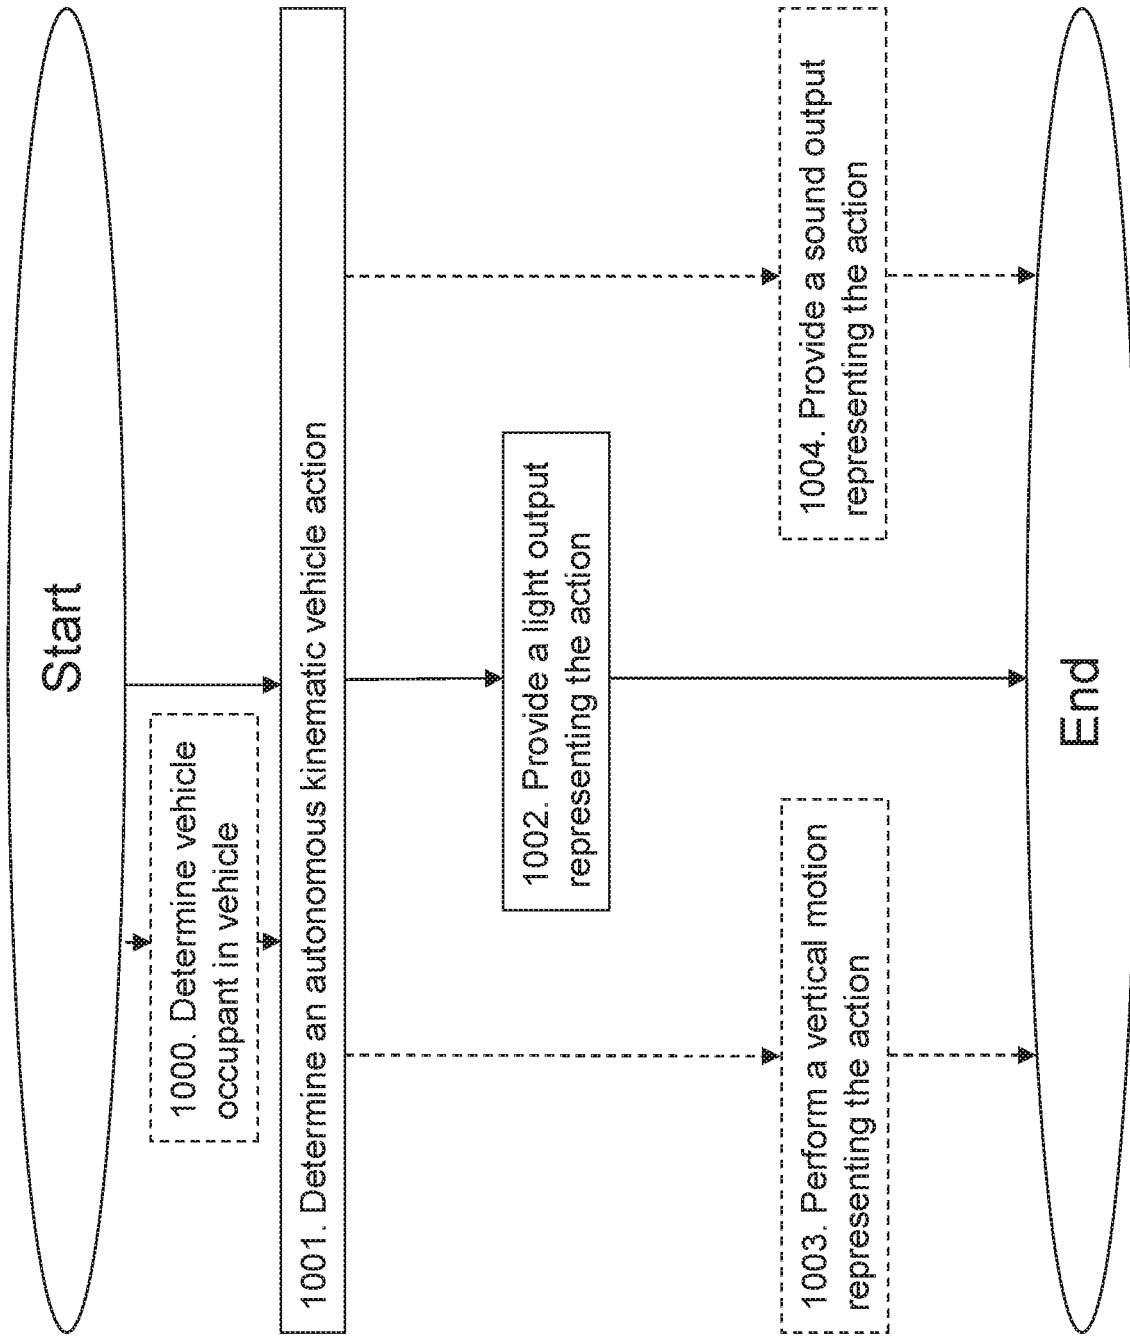 Start
1000. Determine vehicle
occupant in vehicle
1001. Determine an autonomous kinematic vehicle action
1002. Provide a light output
representing the action
1003. Perform a vertical motion
representing the action
1004. Provide a sound output
representing the action
End